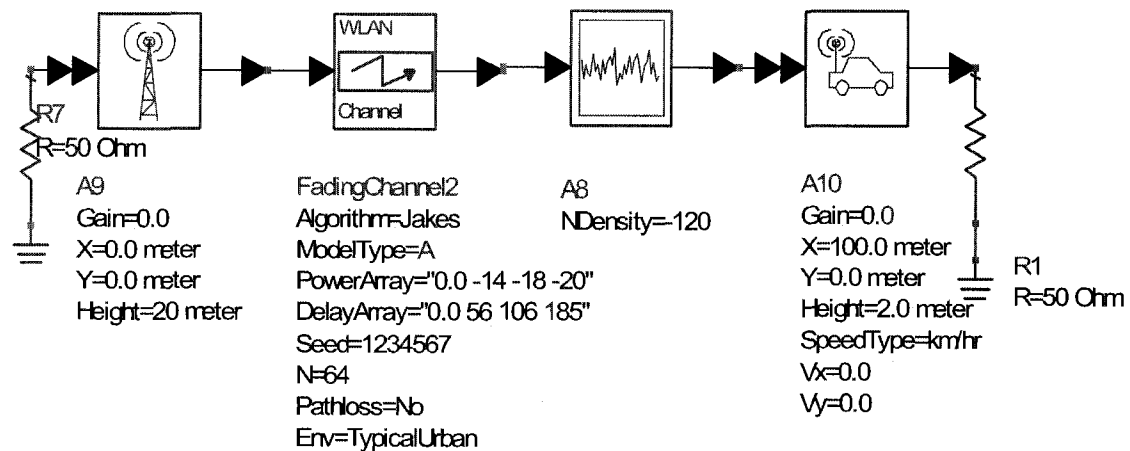 WLAN
Channel
R7
R=50 Ohm
A9
Gain=0.0
X=0.0 meter
Y=0.0 meter
Height=20 meter
FadingChannel2
Algorithm=Jakes
ModelType=A
PowerArray="0.0 -14 -18 -20"
DelayArray="0.0 56 106 185"
Seed=1234567
N=64
Pathloss=No
Env=TypicalUrban
A8
NDensity=-120
A10
Gain=0.0
X=100.0 meter
Y=0.0 meter
Height=2.0 meter
SpeedType=km/hr
Vx=0.0
Vy=0.0
R1
R=50 Ohm